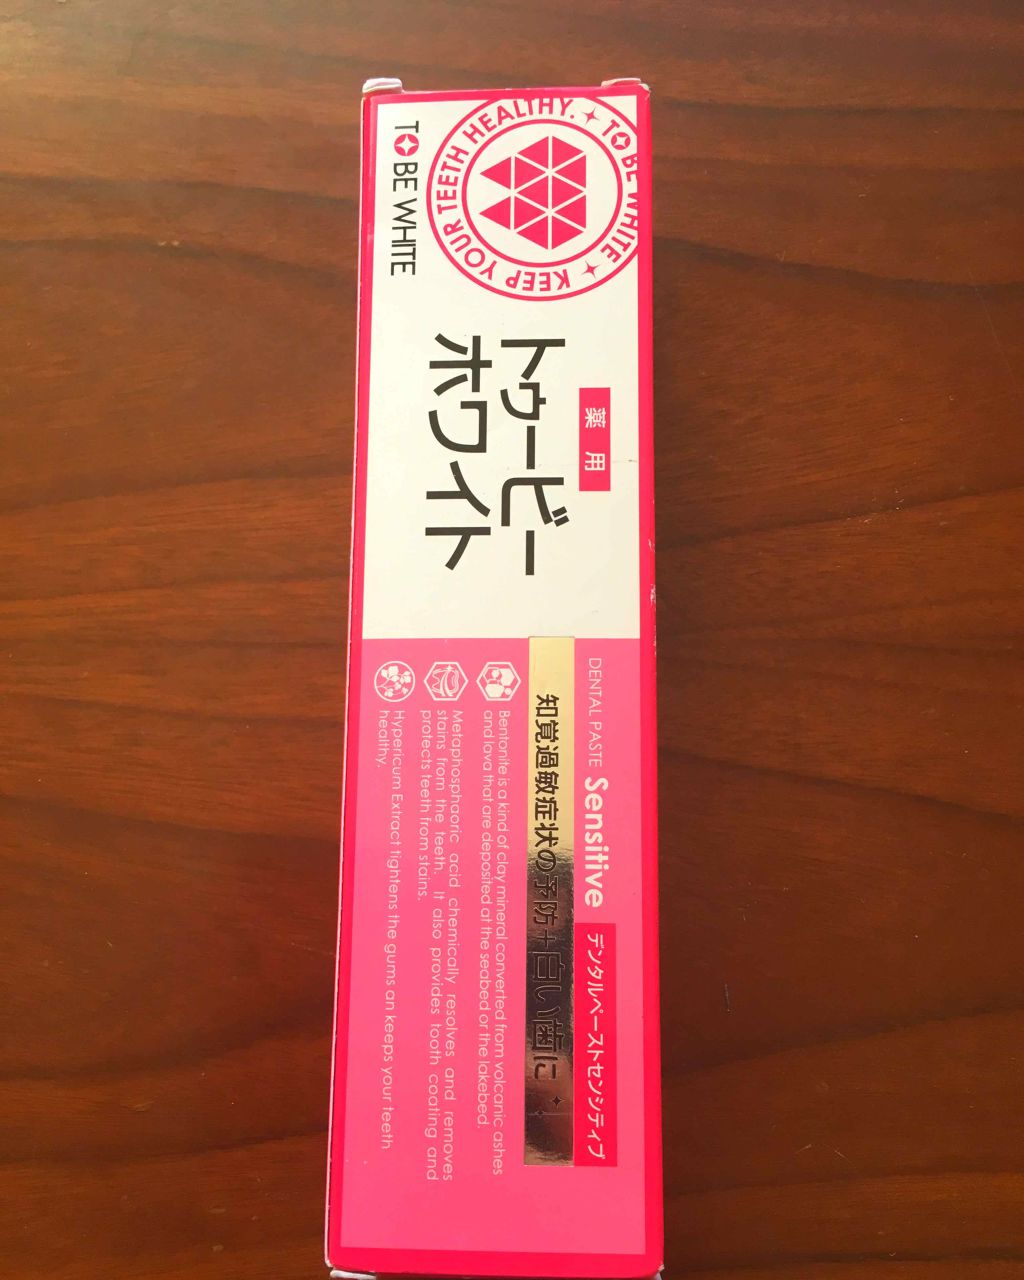 TO BE WHITE ✦ KEEP YOUR TEETH HEALTHY. ✦
TO BE WHITE
薬用
トゥービー
ホワイト
DENTAL PASTE Sensitive デンタルペーストセンシティブ
知覚過敏症状の予防+白い歯に
Bentonite is a kind of clay mineral converted from volcanic ashes
and lava that are deposited at the seabed or the lakebed.
Metaphosphaoric acid chemically resolves and removes
stains from the teeth. It also provides tooth coating and
protects teeth from stains.
Hypericum Extract tightens the gums an keeps your teeth
healthy.